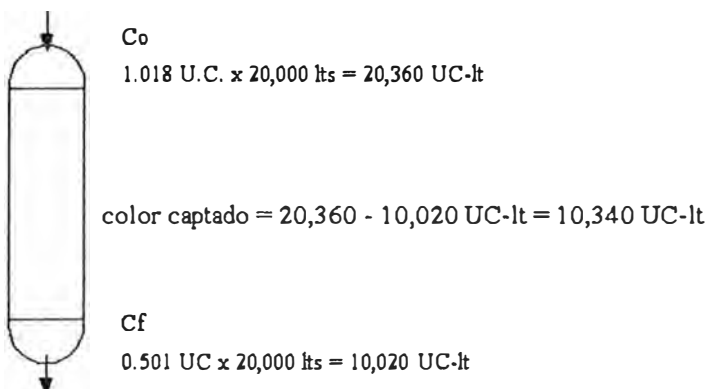 Co
1.018 U.C. x 20,000 lts = 20,360 UC-lt
color captado = 20,360 - 10,020 UC-lt = 10,340 UC-lt
Cf
0.501 UC x 20,000 lts = 10,020 UC-lt